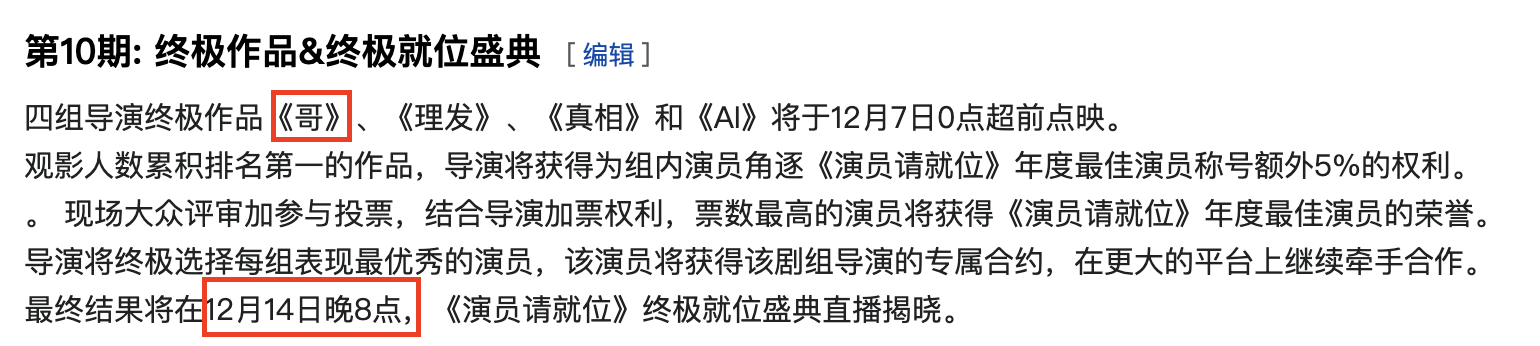 第10期: 终极作品&终极就位盛典 [ 编辑 ]
四组导演终极作品《哥》、《理发》、《真相》和《AI》将于12月7日0点超前点映。
观影人数累积排名第一的作品，导演将获得为组内演员角逐《演员请就位》年度最佳演员称号额外5%的权利。
。 现场大众评审加参与投票，结合导演加票权利，票数最高的演员将获得《演员请就位》年度最佳演员的荣誉。
导演将终极选择每组表现最优秀的演员，该演员将获得该剧组导演的专属合约，在更大的平台上继续牵手合作。
最终结果将在12月14日晚8点，《演员请就位》终极就位盛典直播揭晓。